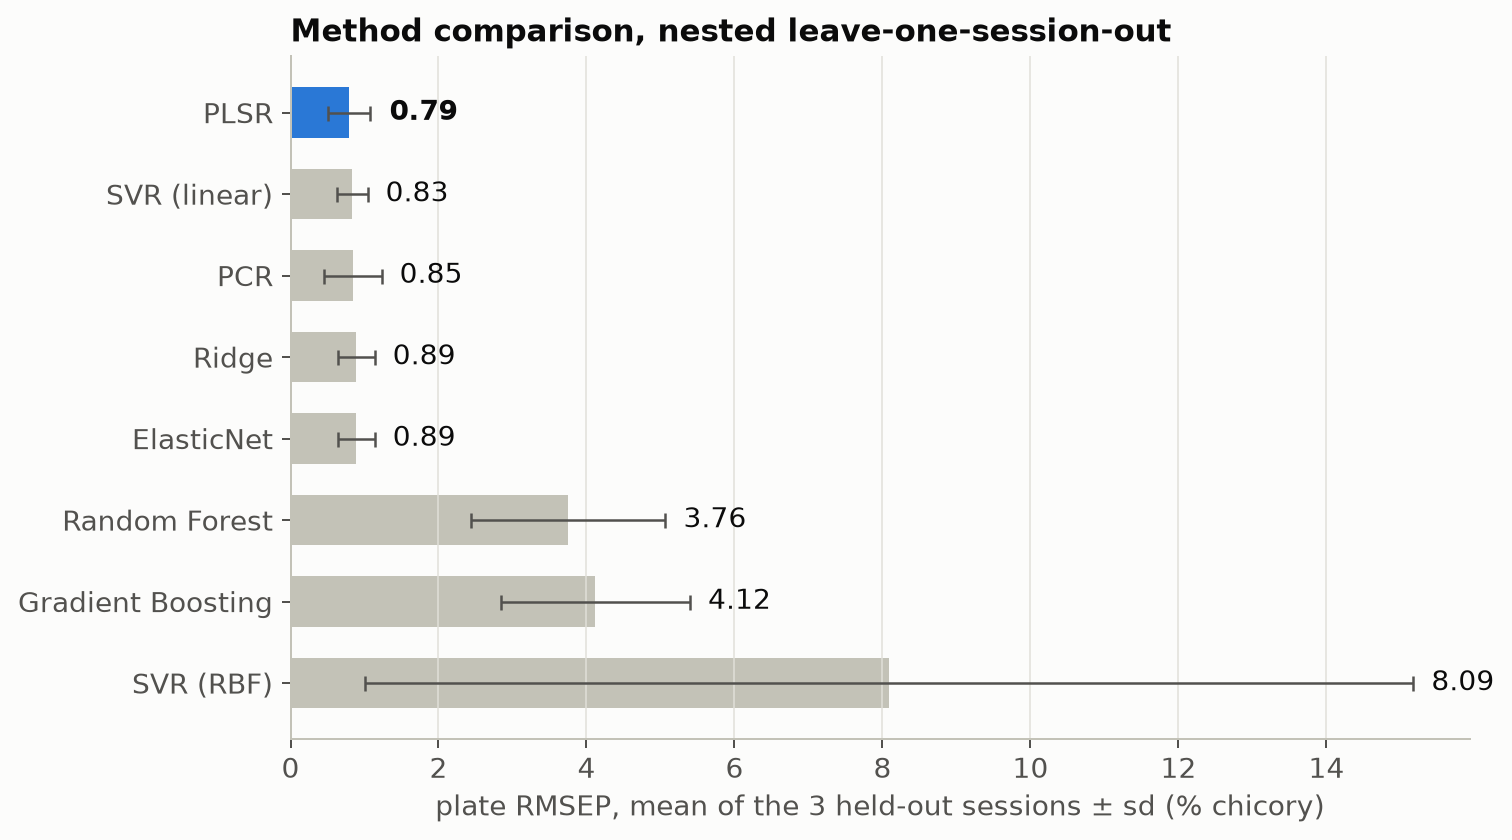 Method comparison, nested leave-one-session-out
PLSR 0.79
SVR (linear) 0.83
PCR 0.85
Ridge 0.89
ElasticNet 0.89
Random Forest 3.76
Gradient Boosting 4.12
SVR (RBF) 8.09
0 2 4 6 8 10 12 14
plate RMSEP, mean of the 3 held-out sessions ± sd (% chicory)